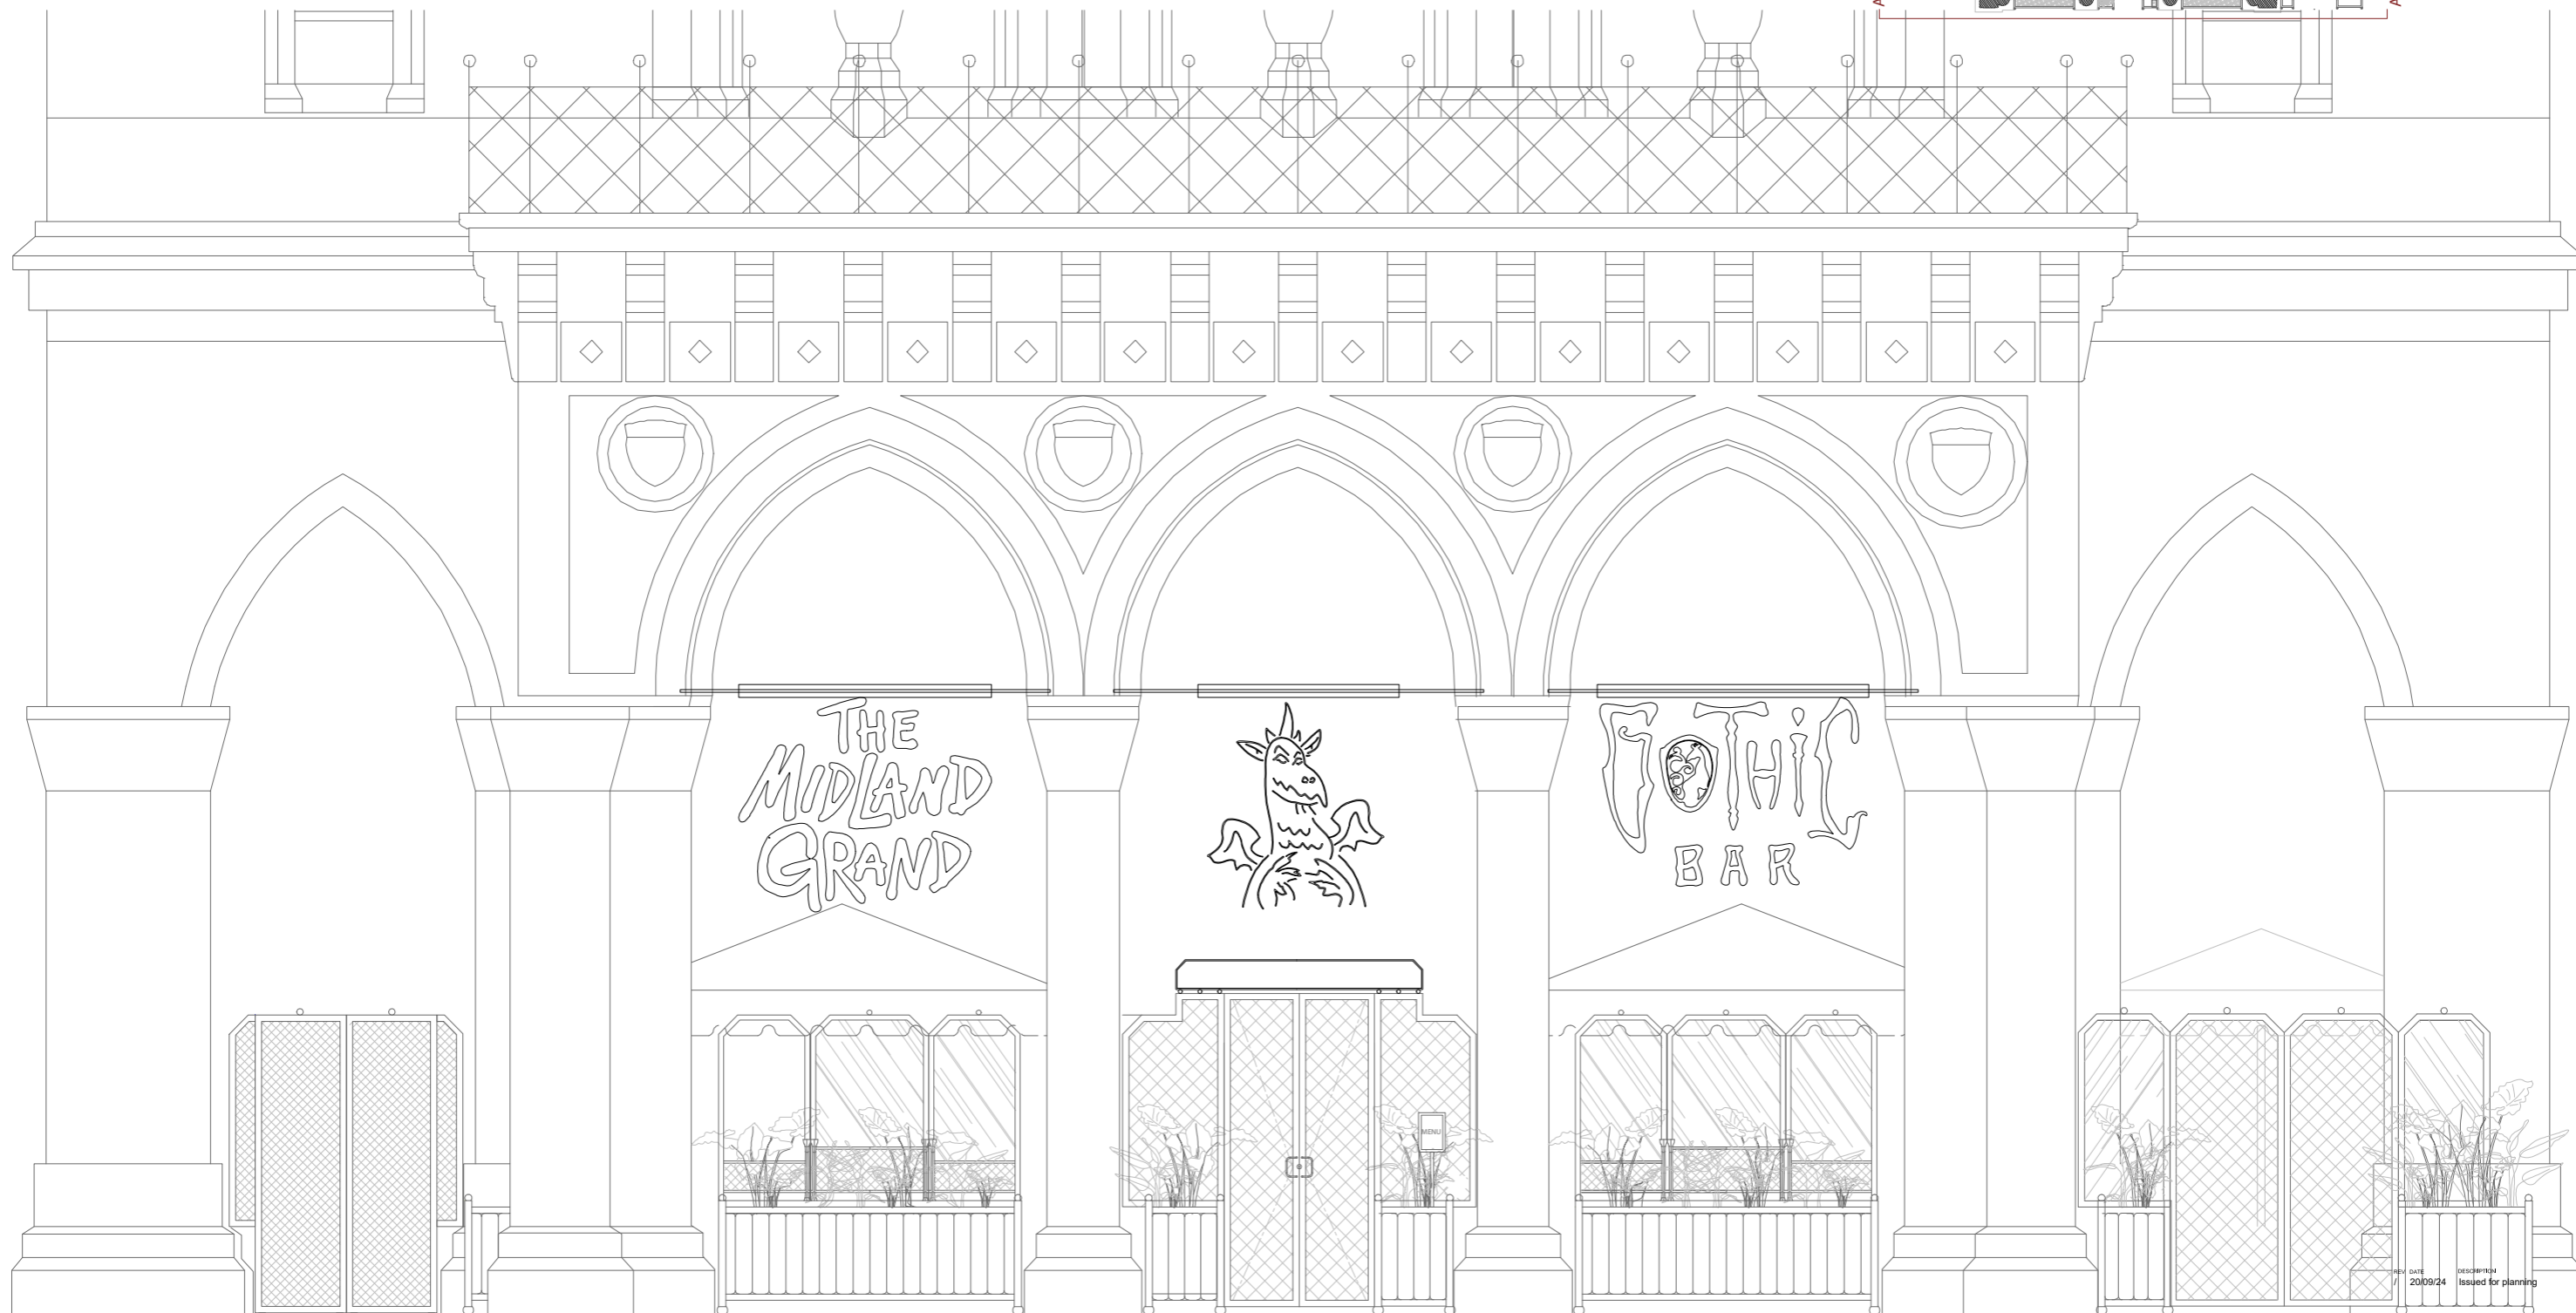 A
A
THE
MIDLAND
GRAND
GOTHIC
BAR
MENU
REV DATE DESCRIPTION
/ 20/09/24 Issued for planning